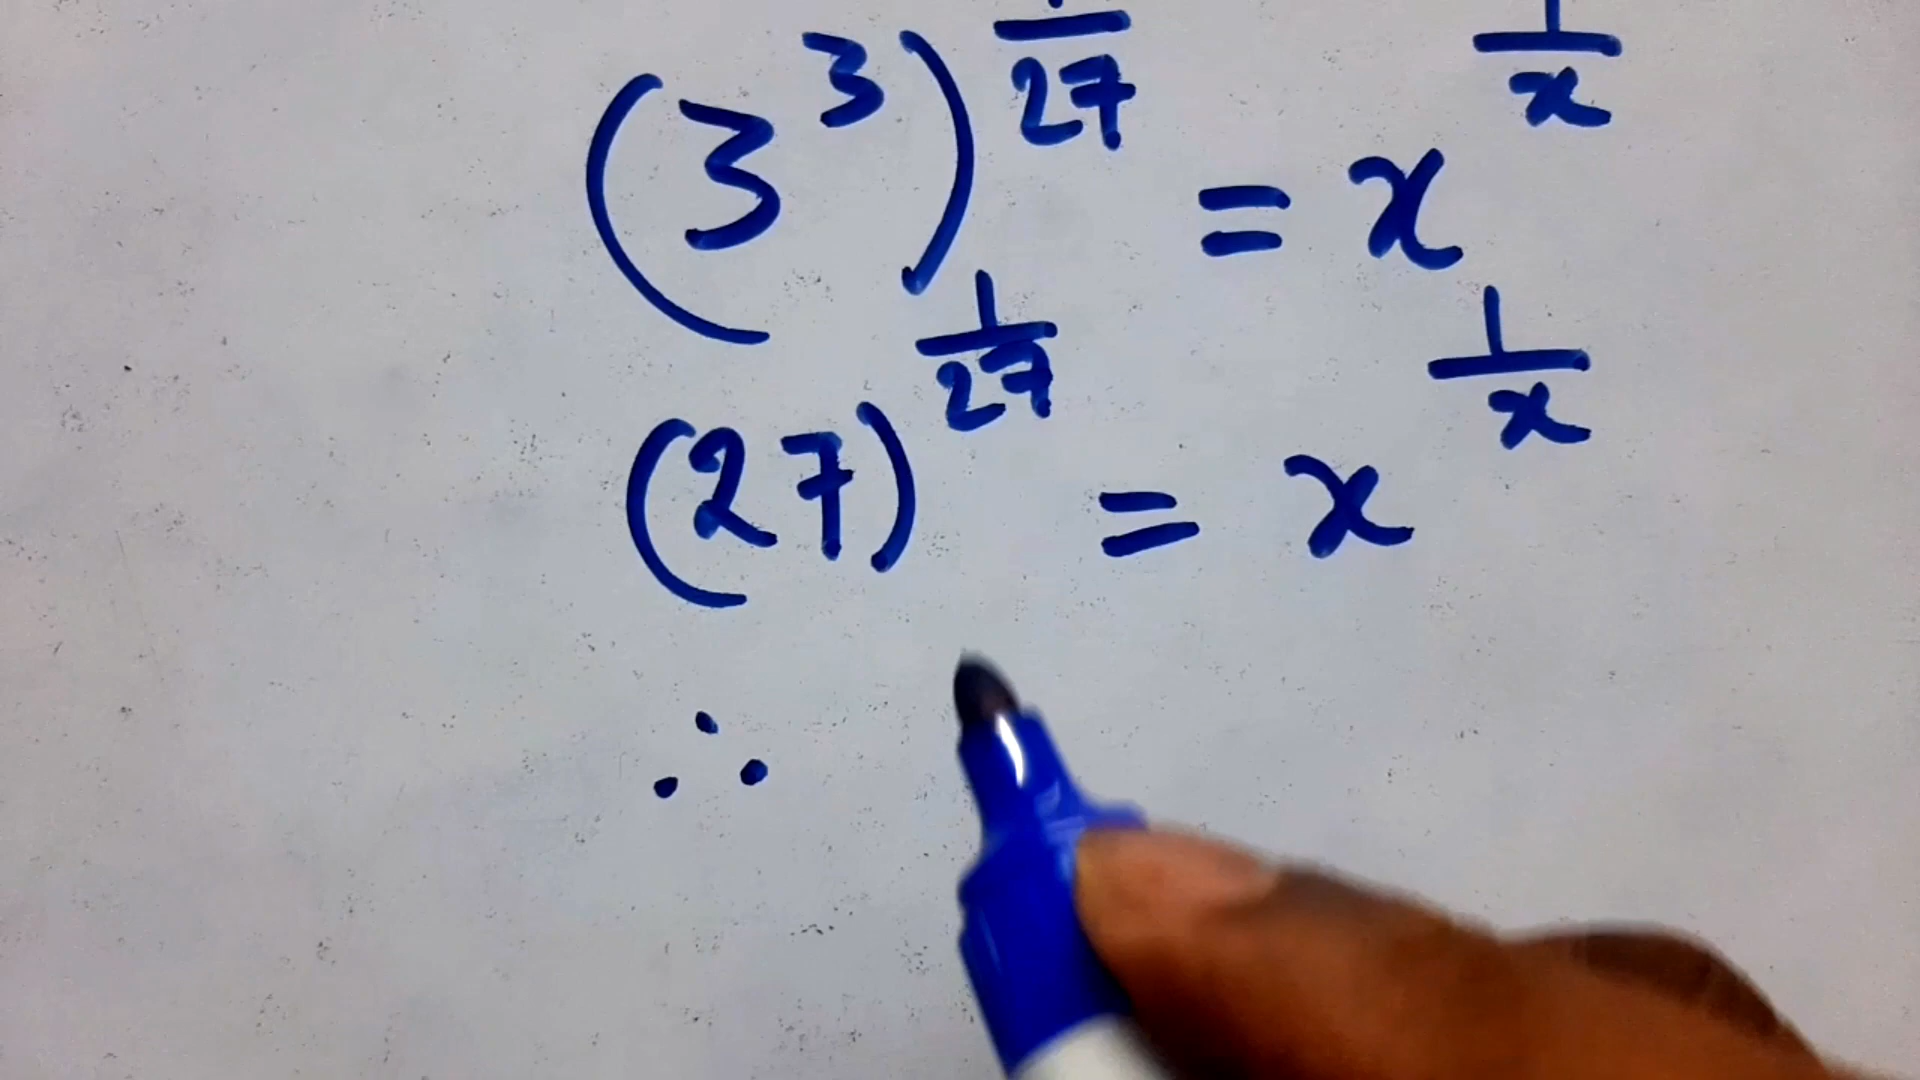 (3^3)^{1/27} = x^{1/x}
(27)^{1/27} = x^{1/x}
∴